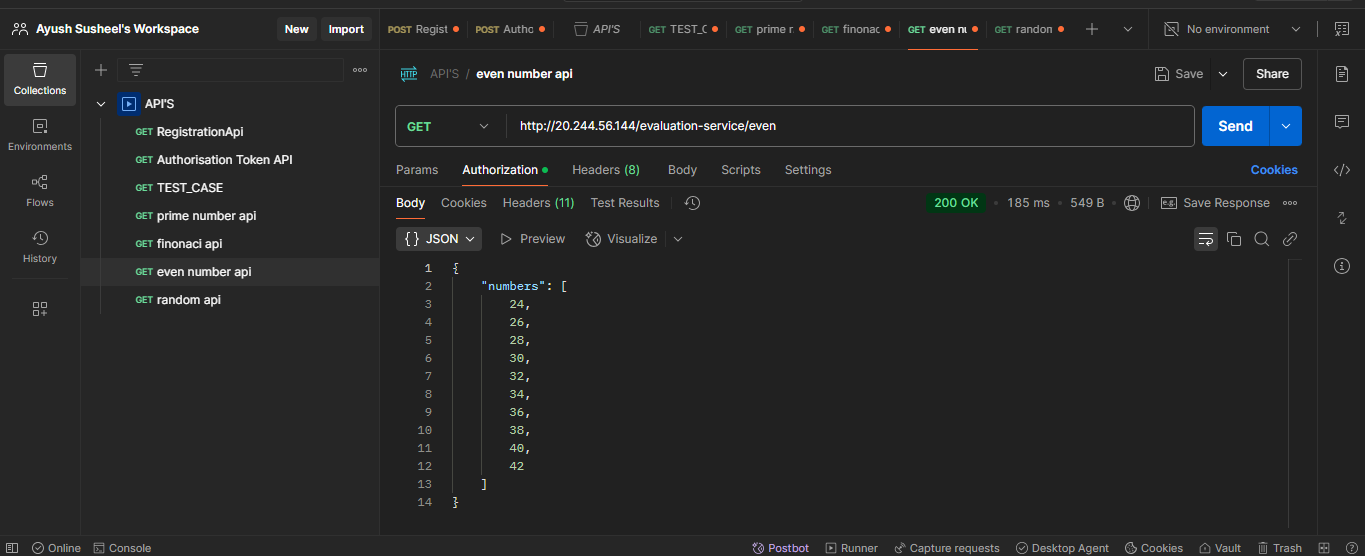 Ayush Susheel's Workspace
New
Import
POST Regist
POST Autho
API'S
GET TEST_C
GET prime n
GET finonac
GET even nu
GET random
No environment
Collections
Environments
Flows
History
API'S
GET RegistrationApi
GET Authorisation Token API
GET TEST_CASE
GET prime number api
GET finonaci api
GET even number api
GET random api
HTTP API'S / even number api
Save
Share
GET http://20.244.56.144/evaluation-service/even
Send
Params Authorization Headers (8) Body Scripts Settings Cookies
Body Cookies Headers (11) Test Results
200 OK • 185 ms • 549 B
e.g. Save Response
{} JSON Preview Visualize
1 {
2 "numbers": [
3 24,
4 26,
5 28,
6 30,
7 32,
8 34,
9 36,
10 38,
11 40,
12 42
13 ]
14 }
Online Console
Postbot Runner Capture requests Desktop Agent Cookies Vault Trash